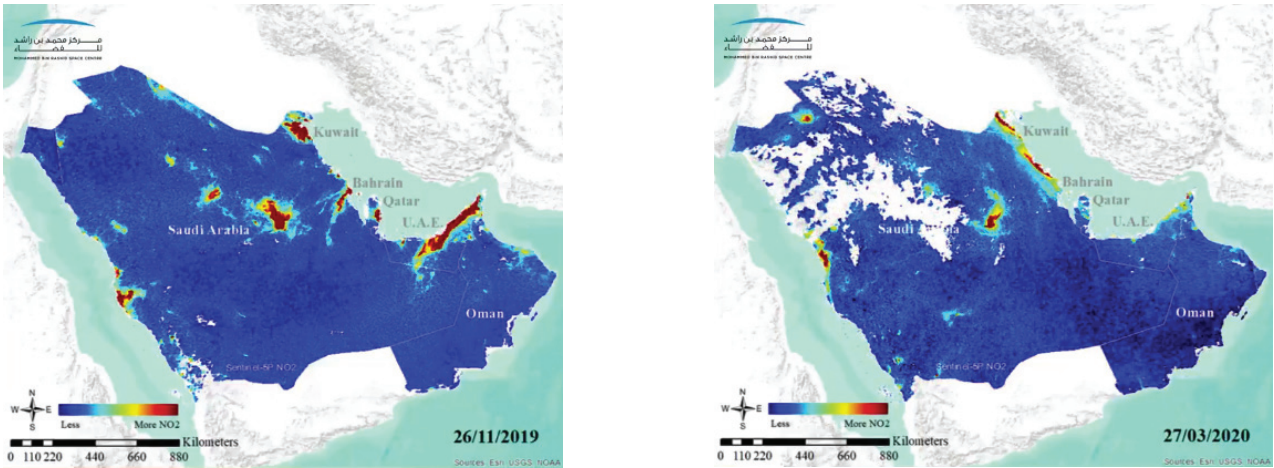 مركز محمد بن راشد
للفضاء
MOHAMMED BIN RASHID SPACE CENTRE
Kuwait
Bahrain
Qatar
U.A.E.
Saudi Arabia
Oman
Sentinel-5P NO2
N
W E
S
Less More NO2
Kilometers
0 110 220 440 660 880
26/11/2019
Sources: Esri, USGS, NOAA
مركز محمد بن راشد
للفضاء
MOHAMMED BIN RASHID SPACE CENTRE
Kuwait
Bahrain
Qatar
U.A.E.
Saudi Arabia
Oman
Sentinel-5P NO2
N
W E
S
Less More NO2
Kilometers
0 110 220 440 660 880
27/03/2020
Sources: Esri, USGS, NOAA